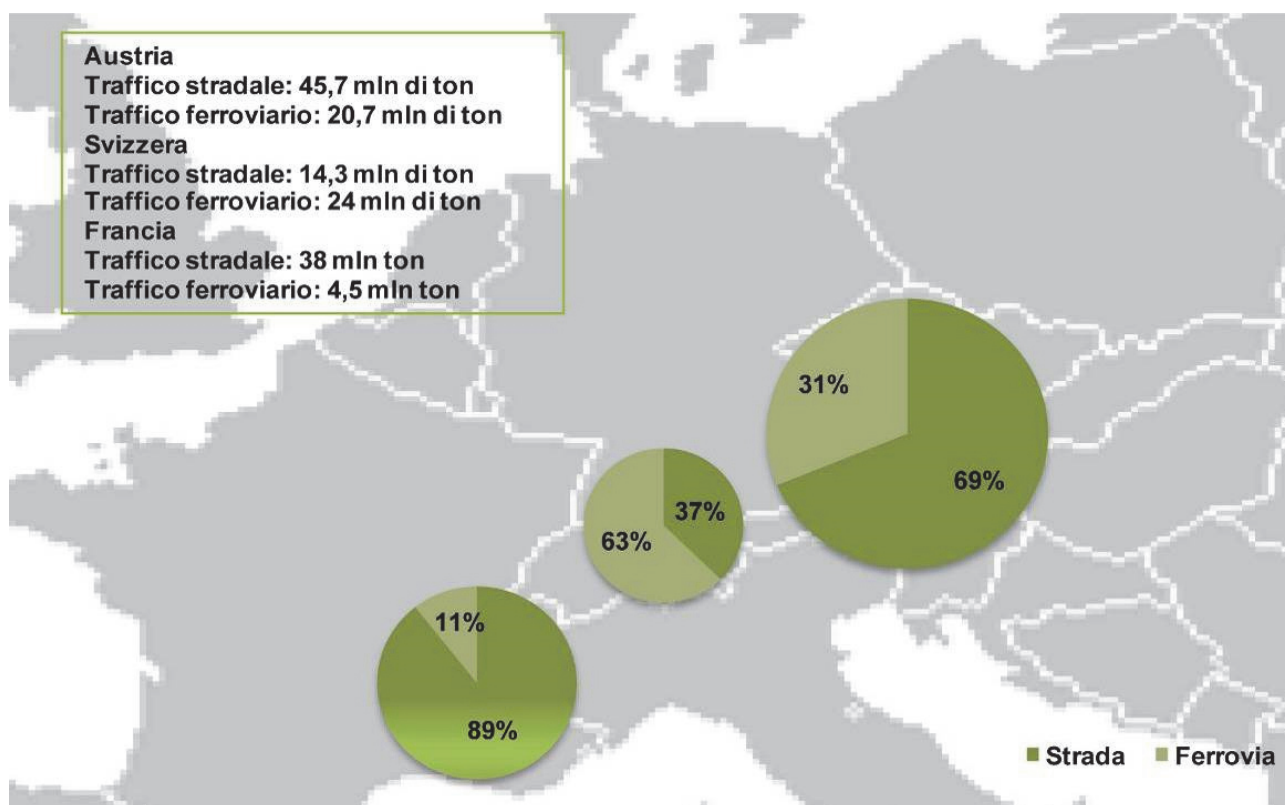 Austria
Traffico stradale: 45,7 mln di ton
Traffico ferroviario: 20,7 mln di ton
Svizzera
Traffico stradale: 14,3 mln di ton
Traffico ferroviario: 24 mln di ton
Francia
Traffico stradale: 38 mln ton
Traffico ferroviario: 4,5 mln ton
31%
69%
37%
63%
11%
89%
Strada Ferrovia